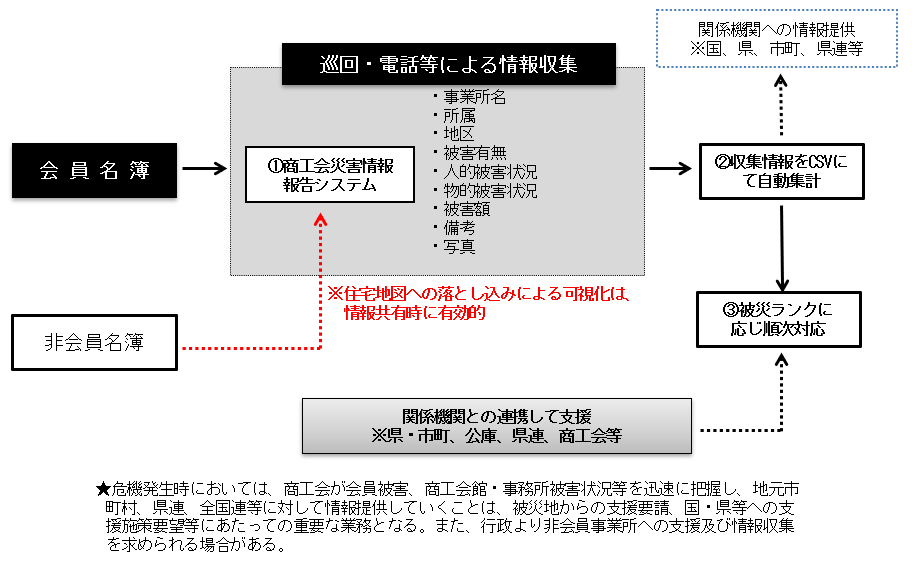 関係機関への情報提供
※国、県、市町、県連等
巡回・電話等による情報収集
・事業所名
・所属
・地区
・被害有無
・人的被害状況
・物的被害状況
・被害額
・備考
・写真
会員名簿
①商工会災害情報
報告システム
②収集情報をCSVに
て自動集計
※住宅地図への落とし込みによる可視化は、
情報共有時に有効的
③被災ランクに
応じ順次対応
非会員名簿
関係機関との連携して支援
※県・市町、公庫、県連、商工会等
★危機発生時においては、商工会が会員被害、商工会館・事務所被害状況等を迅速に把握し、地元市
町村、県連、全国連等に対して情報提供していくことは、被災地からの支援要請、国・県等への支
援施策要望等にあたっての重要な業務となる。また、行政より非会員事業所への支援及び情報収集
を求められる場合がある。